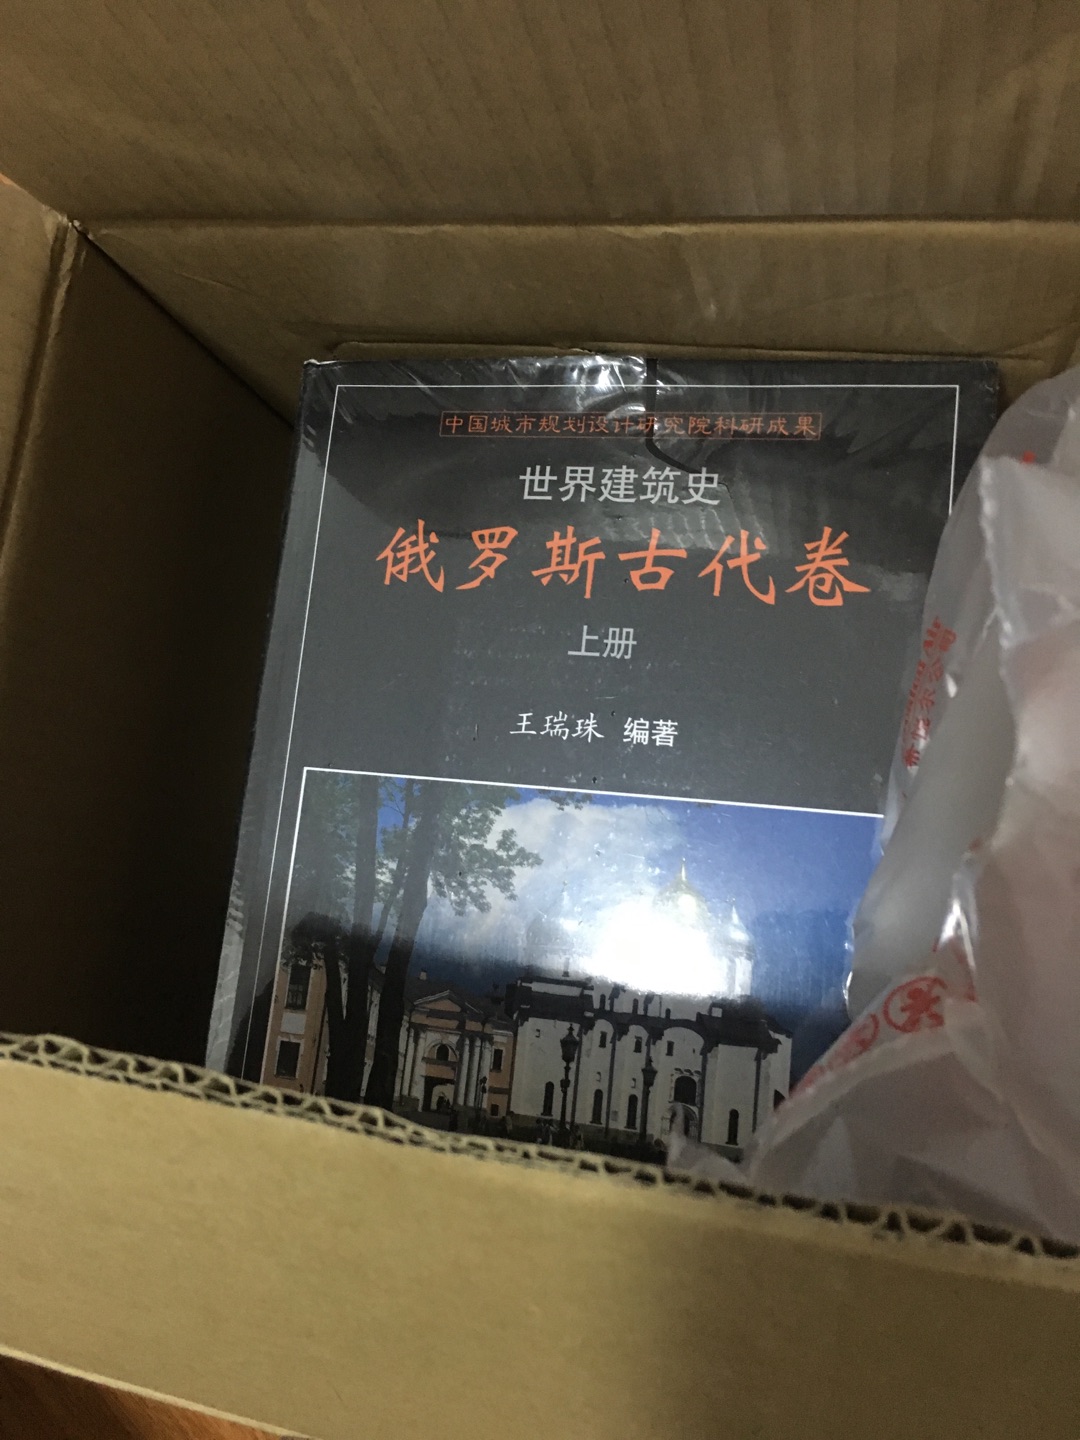 中国城市规划设计研究院科研成果
世界建筑史
俄罗斯古代卷
上册
王瑞珠 编著